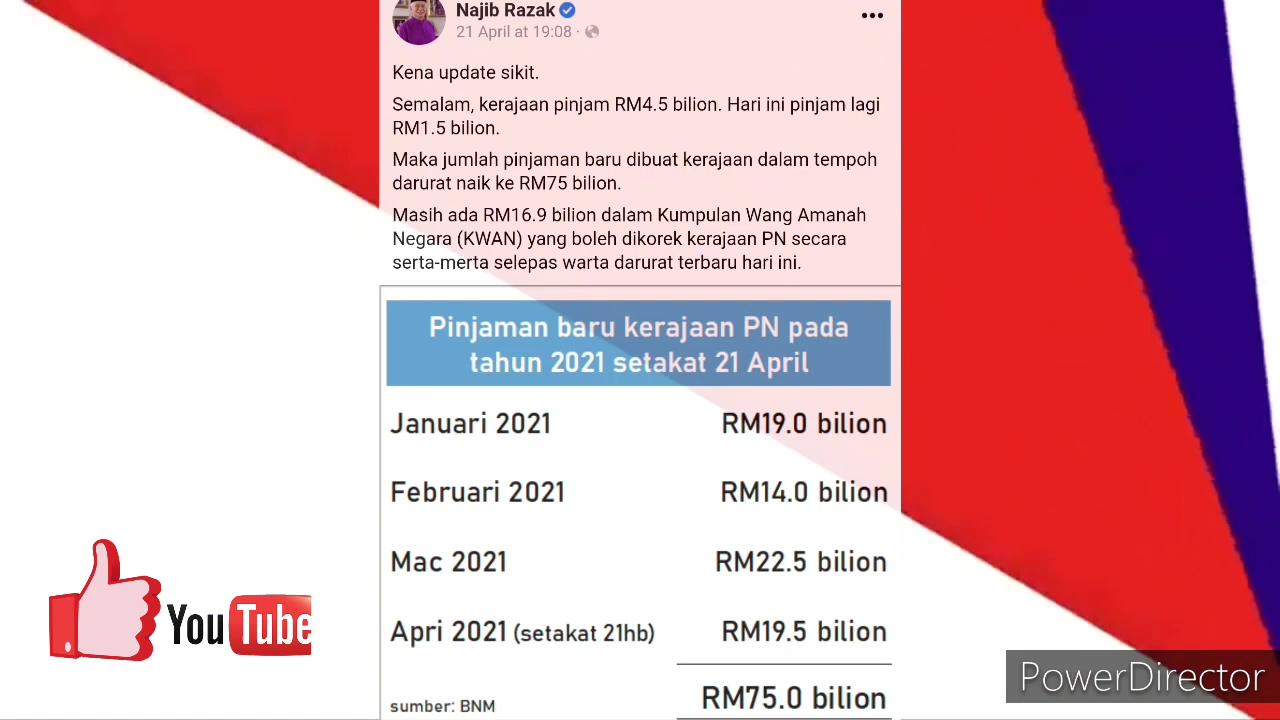 Najib Razak
21 April at 19:08 ·
Kena update sikit.
Semalam, kerajaan pinjam RM4.5 bilion. Hari ini pinjam lagi
RM1.5 bilion.
Maka jumlah pinjaman baru dibuat kerajaan dalam tempoh
darurat naik ke RM75 bilion.
Masih ada RM16.9 bilion dalam Kumpulan Wang Amanah
Negara (KWAN) yang boleh dikorek kerajaan PN secara
serta-merta selepas warta darurat terbaru hari ini.
Pinjaman baru kerajaan PN pada
tahun 2021 setakat 21 April
Januari 2021 RM19.0 bilion
Februari 2021 RM14.0 bilion
Mac 2021 RM22.5 bilion
Apri 2021 (setakat 21hb) RM19.5 bilion
sumber: BNM RM75.0 bilion
YouTube
PowerDirector